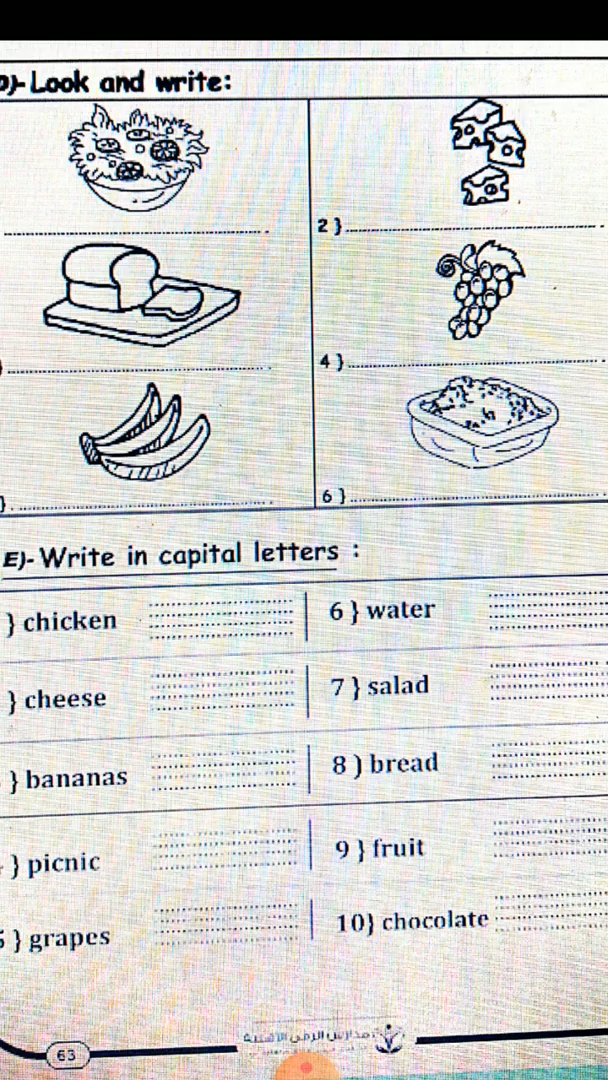 D)- Look and write:
2 }
4 }
6 }
E)- Write in capital letters :
} chicken
6 } water
} cheese
7 } salad
} bananas
8 ) bread
} picnic
9 } fruit
5 } grapes
10} chocolate
63